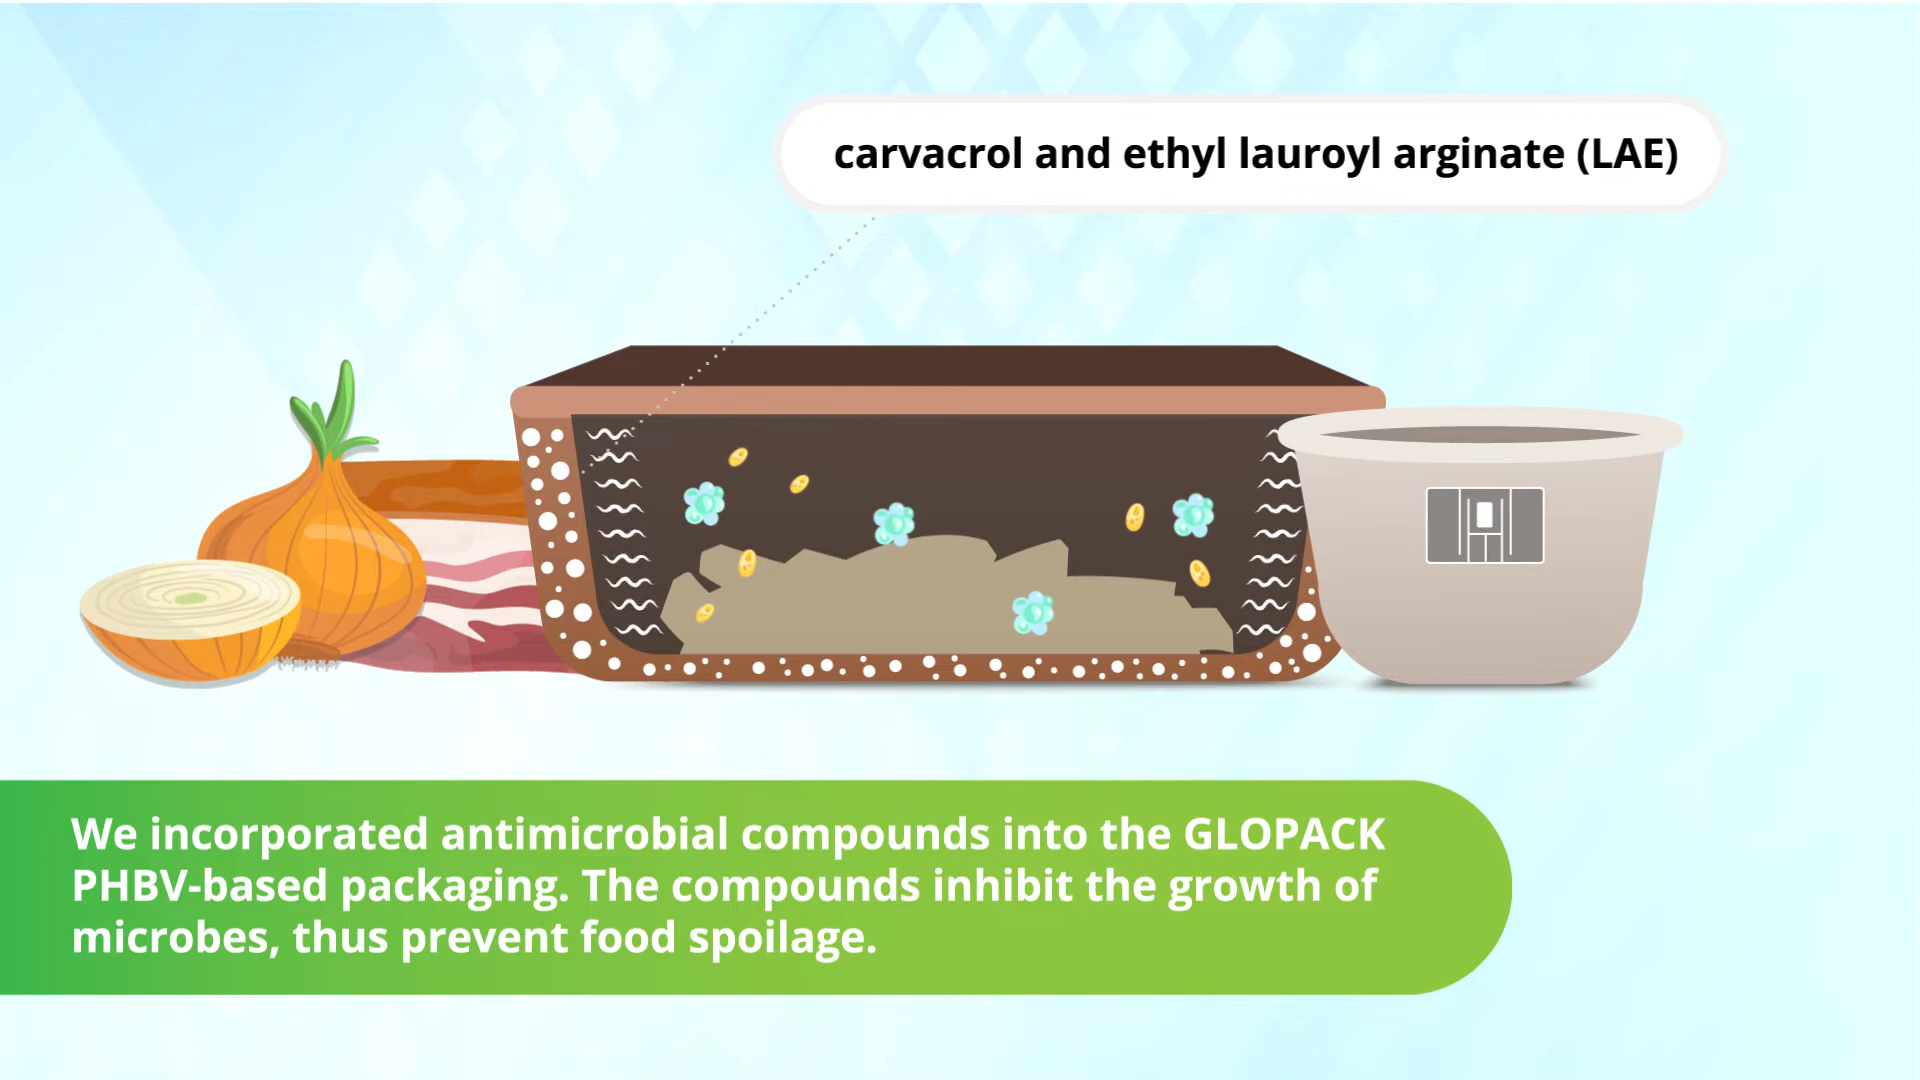 carvacrol and ethyl lauroyl arginate (LAE)
We incorporated antimicrobial compounds into the GLOPACK
PHBV-based packaging. The compounds inhibit the growth of
microbes, thus prevent food spoilage.